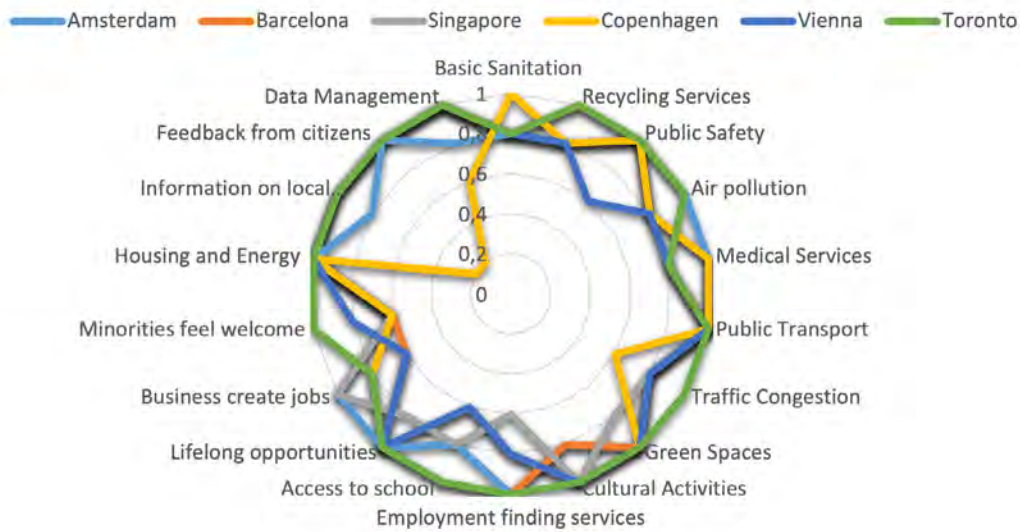 Amsterdam Barcelona Singapore Copenhagen Vienna Toronto
Basic Sanitation
Data Management
Recycling Services
Feedback from citizens
Public Safety
Information on local…
Air pollution
Housing and Energy
Medical Services
Minorities feel welcome
Public Transport
Business create jobs
Traffic Congestion
Lifelong opportunities
Green Spaces
Access to school
Cultural Activities
Employment finding services
1
0,8
0,6
0,4
0,2
0